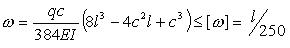 ω = qc/384EI (8l³ − 4c²l + c³) ≤ [ω] = l/250